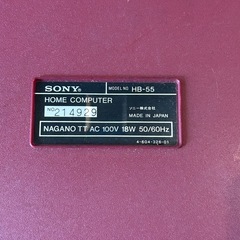 SONY® MODEL NO HB-55
HOME COMPUTER
NO 214929
ソニー株式会社
MADE IN JAPAN
NAGANO TT AC 100V 18W 50/60Hz
4-604-326-01